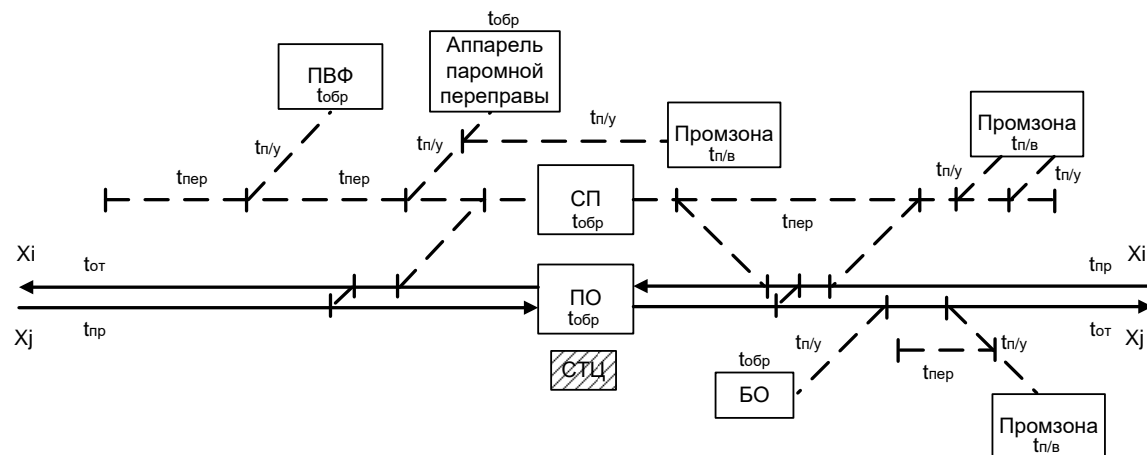 tобр
ПВФ
tобр
Аппарель
паромной
переправы
tп/у
tп/у
tп/у
Промзона
tп/в
Промзона
tп/в
tп/у
tп/у
tпер
tпер
СП
tобр
tпер
Xi
tот
tпр
Xi
ПО
tобр
Xj
tпр
tот
Xj
СТЦ
tобр
tп/у
БО
tпер
tп/у
Промзона
tп/в